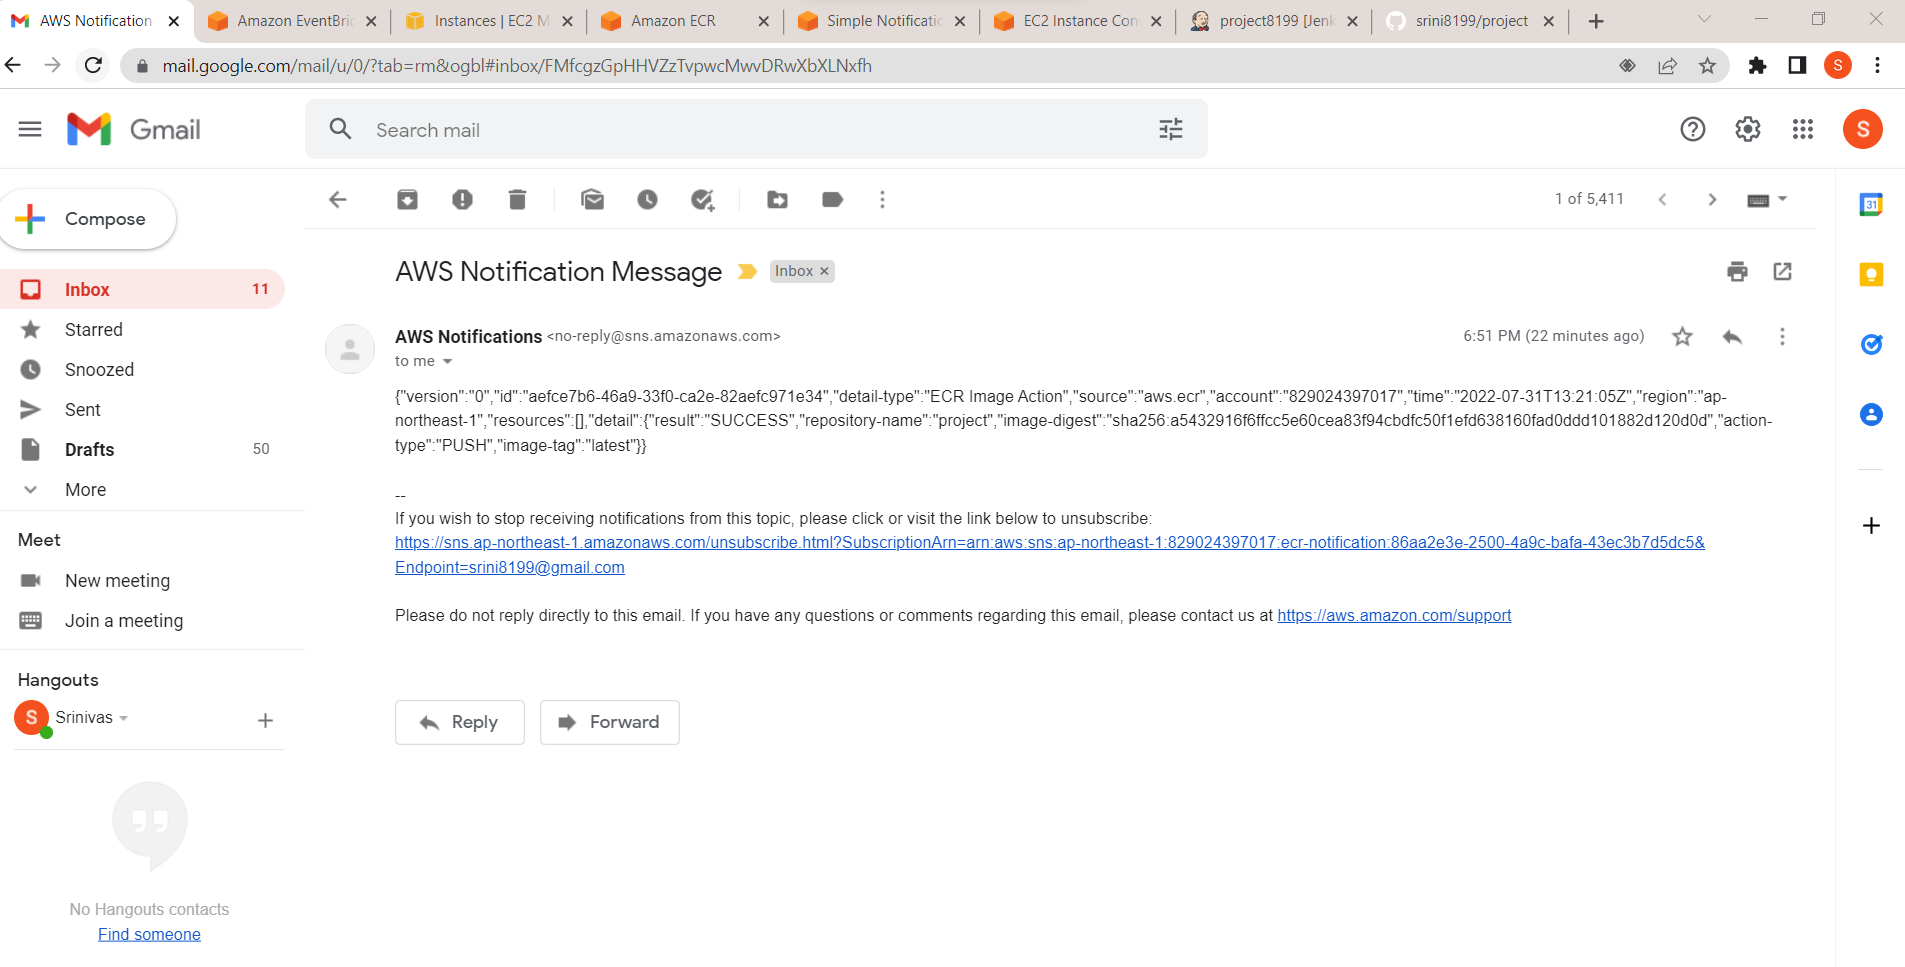 AWS Notification
Amazon EventBri
Instances | EC2 M
Amazon ECR
Simple Notificatio
EC2 Instance Con
project8199 [Jenk
srini8199/project
mail.google.com/mail/u/0/?tab=rm&ogbl#inbox/FMfcgzGpHHVZzTvpwcMwvDRwXbXLNxfh
S
Gmail
Search mail
S
Compose
1 of 5,411
31
AWS Notification Message
Inbox ×
Inbox 11
Starred
Snoozed
Sent
Drafts 50
More
AWS Notifications <no-reply@sns.amazonaws.com>
6:51 PM (22 minutes ago)
to me
{"version":"0","id":"aefce7b6-46a9-33f0-ca2e-82aefc971e34","detail-type":"ECR Image Action","source":"aws.ecr","account":"829024397017","time":"2022-07-31T13:21:05Z","region":"ap-
northeast-1","resources":[],"detail":{"result":"SUCCESS","repository-name":"project","image-digest":"sha256:a5432916f6ffcc5e60cea83f94cbdfc50f1efd638160fad0ddd101882d120d0d","action-
type":"PUSH","image-tag":"latest"}}
--
If you wish to stop receiving notifications from this topic, please click or visit the link below to unsubscribe:
https://sns.ap-northeast-1.amazonaws.com/unsubscribe.html?SubscriptionArn=arn:aws:sns:ap-northeast-1:829024397017:ecr-notification:86aa2e3e-2500-4a9c-bafa-43ec3b7d5dc5&
Endpoint=srini8199@gmail.com
Please do not reply directly to this email. If you have any questions or comments regarding this email, please contact us at https://aws.amazon.com/support
Reply
Forward
Meet
New meeting
Join a meeting
Hangouts
S
Srinivas
No Hangouts contacts
Find someone